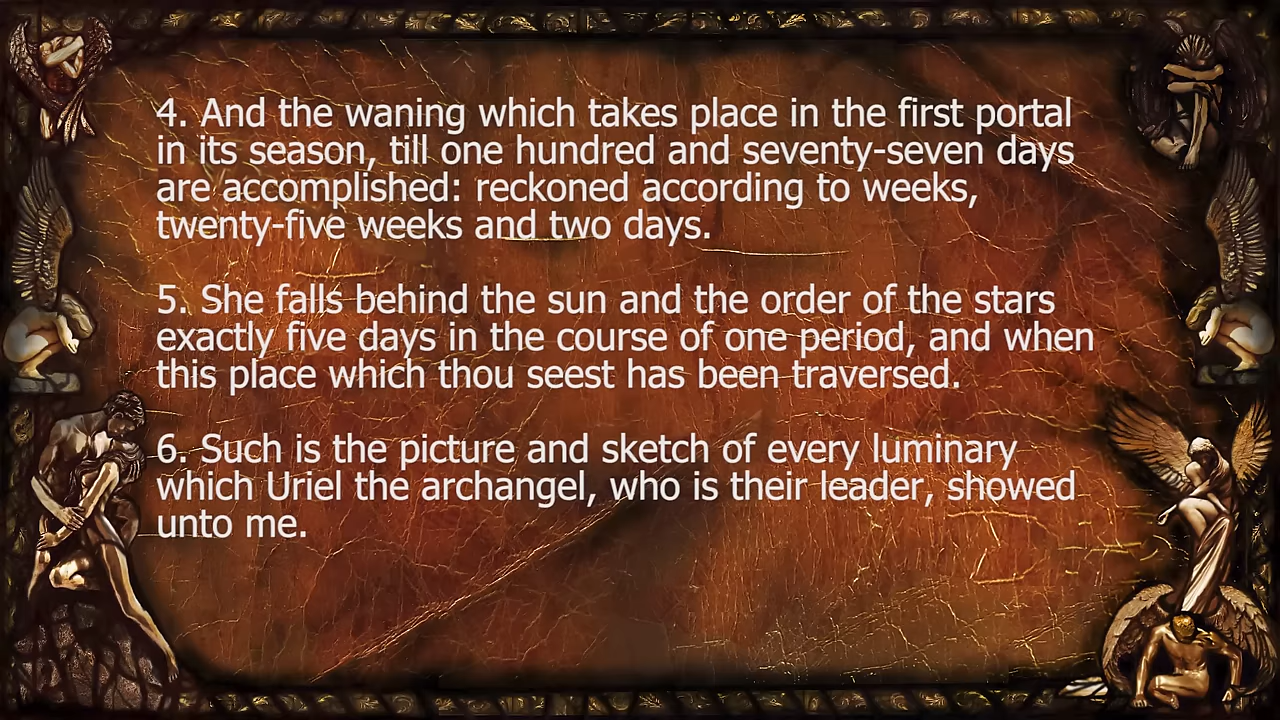 4. And the waning which takes place in the first portal
in its season, till one hundred and seventy-seven days
are accomplished: reckoned according to weeks,
twenty-five weeks and two days.
5. She falls behind the sun and the order of the stars
exactly five days in the course of one period, and when
this place which thou seest has been traversed.
6. Such is the picture and sketch of every luminary
which Uriel the archangel, who is their leader, showed
unto me.